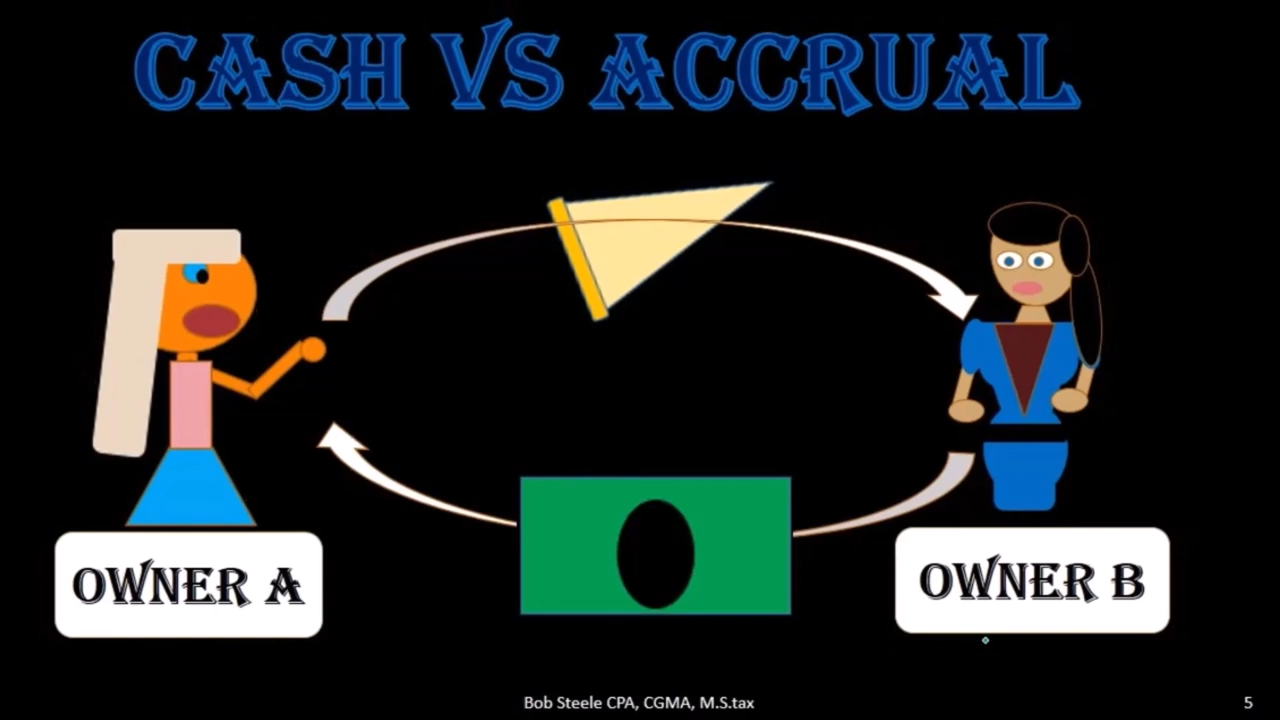 CASH VS ACCRUAL
OWNER A
OWNER B
Bob Steele CPA, CGMA, M.S.tax
5